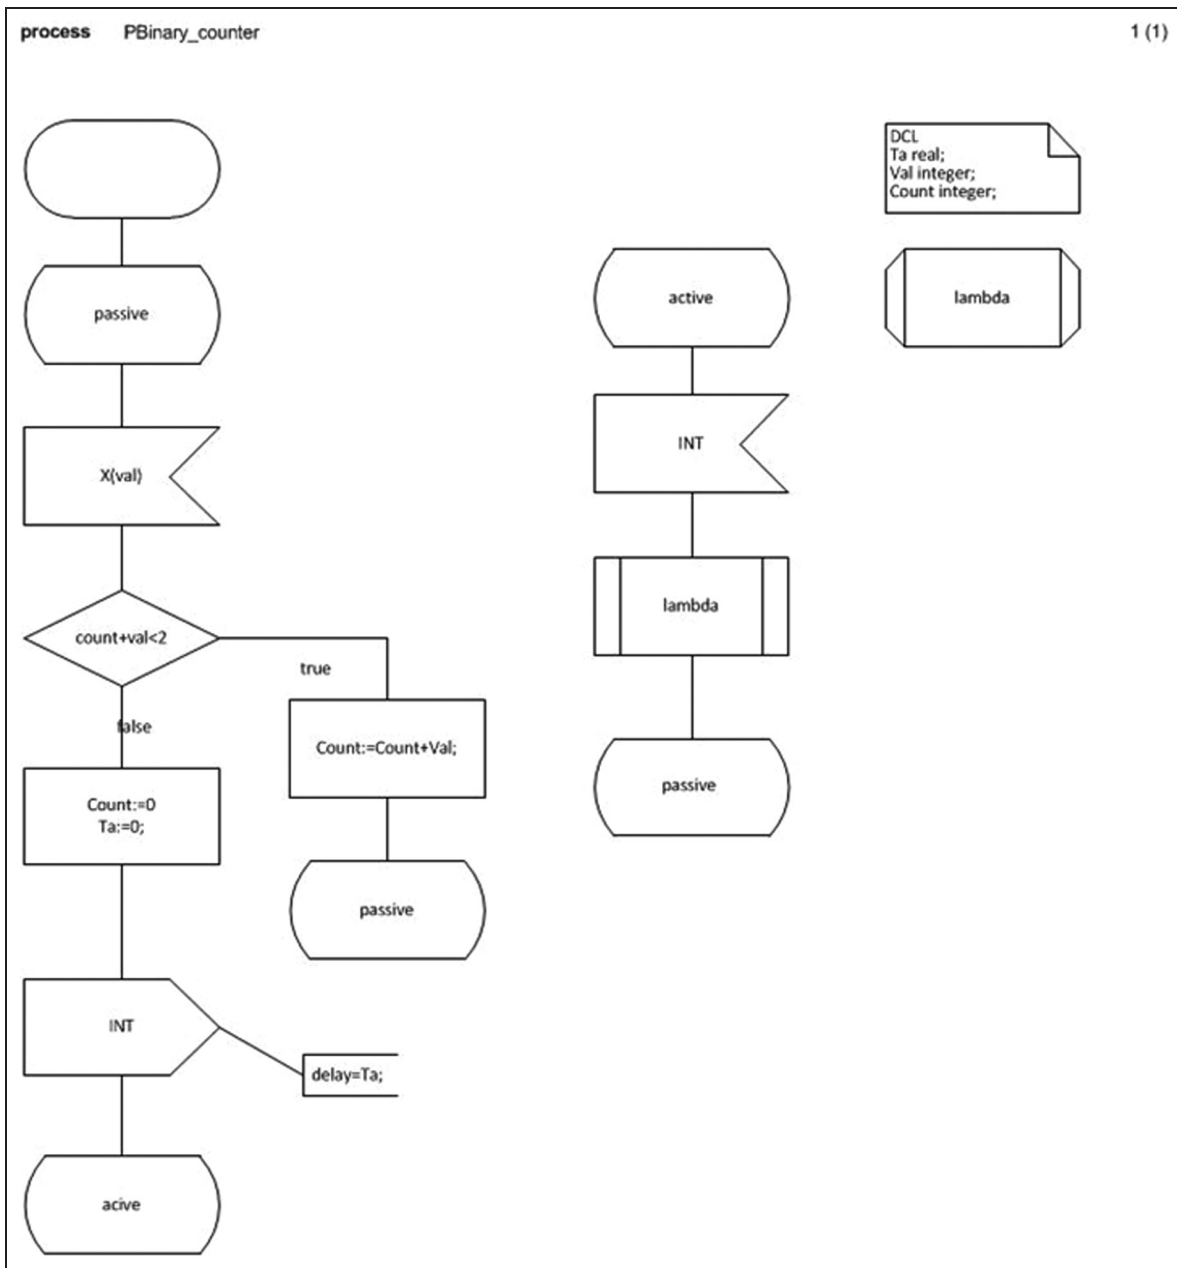 process PBinary_counter 1 (1)
passive
X(val)
count+val<2
true
false
Count:=Count+Val;
Count:=0
Ta:=0;
passive
INT
delay=Ta;
acive
active
INT
lambda
passive
DCL
Ta real;
Val integer;
Count integer;
lambda